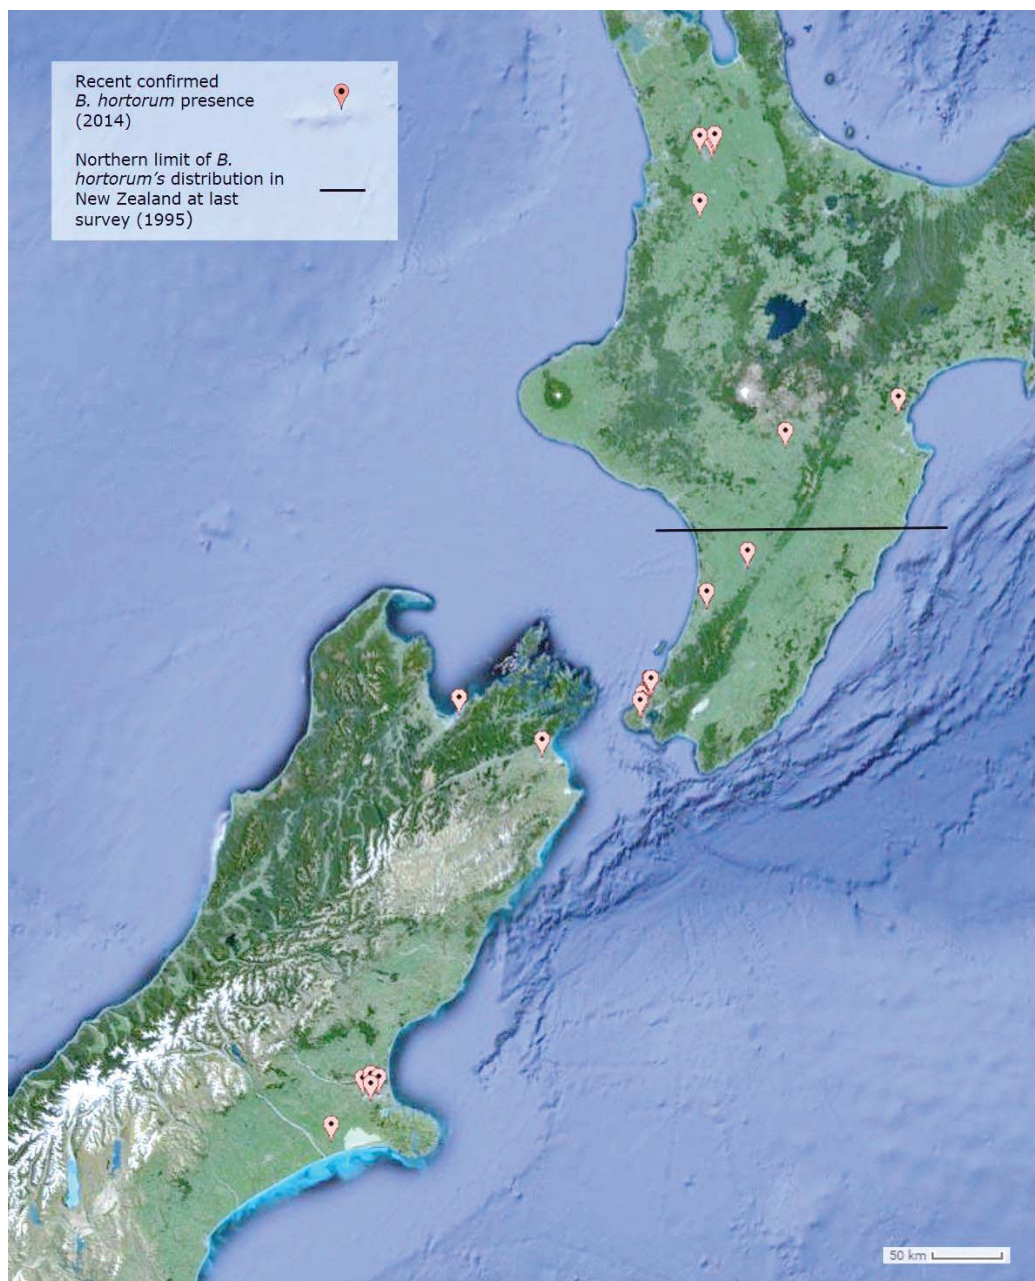 Recent confirmed
B. hortorum presence
(2014)
Northern limit of B.
hortorum's distribution in
New Zealand at last
survey (1995)
50 km